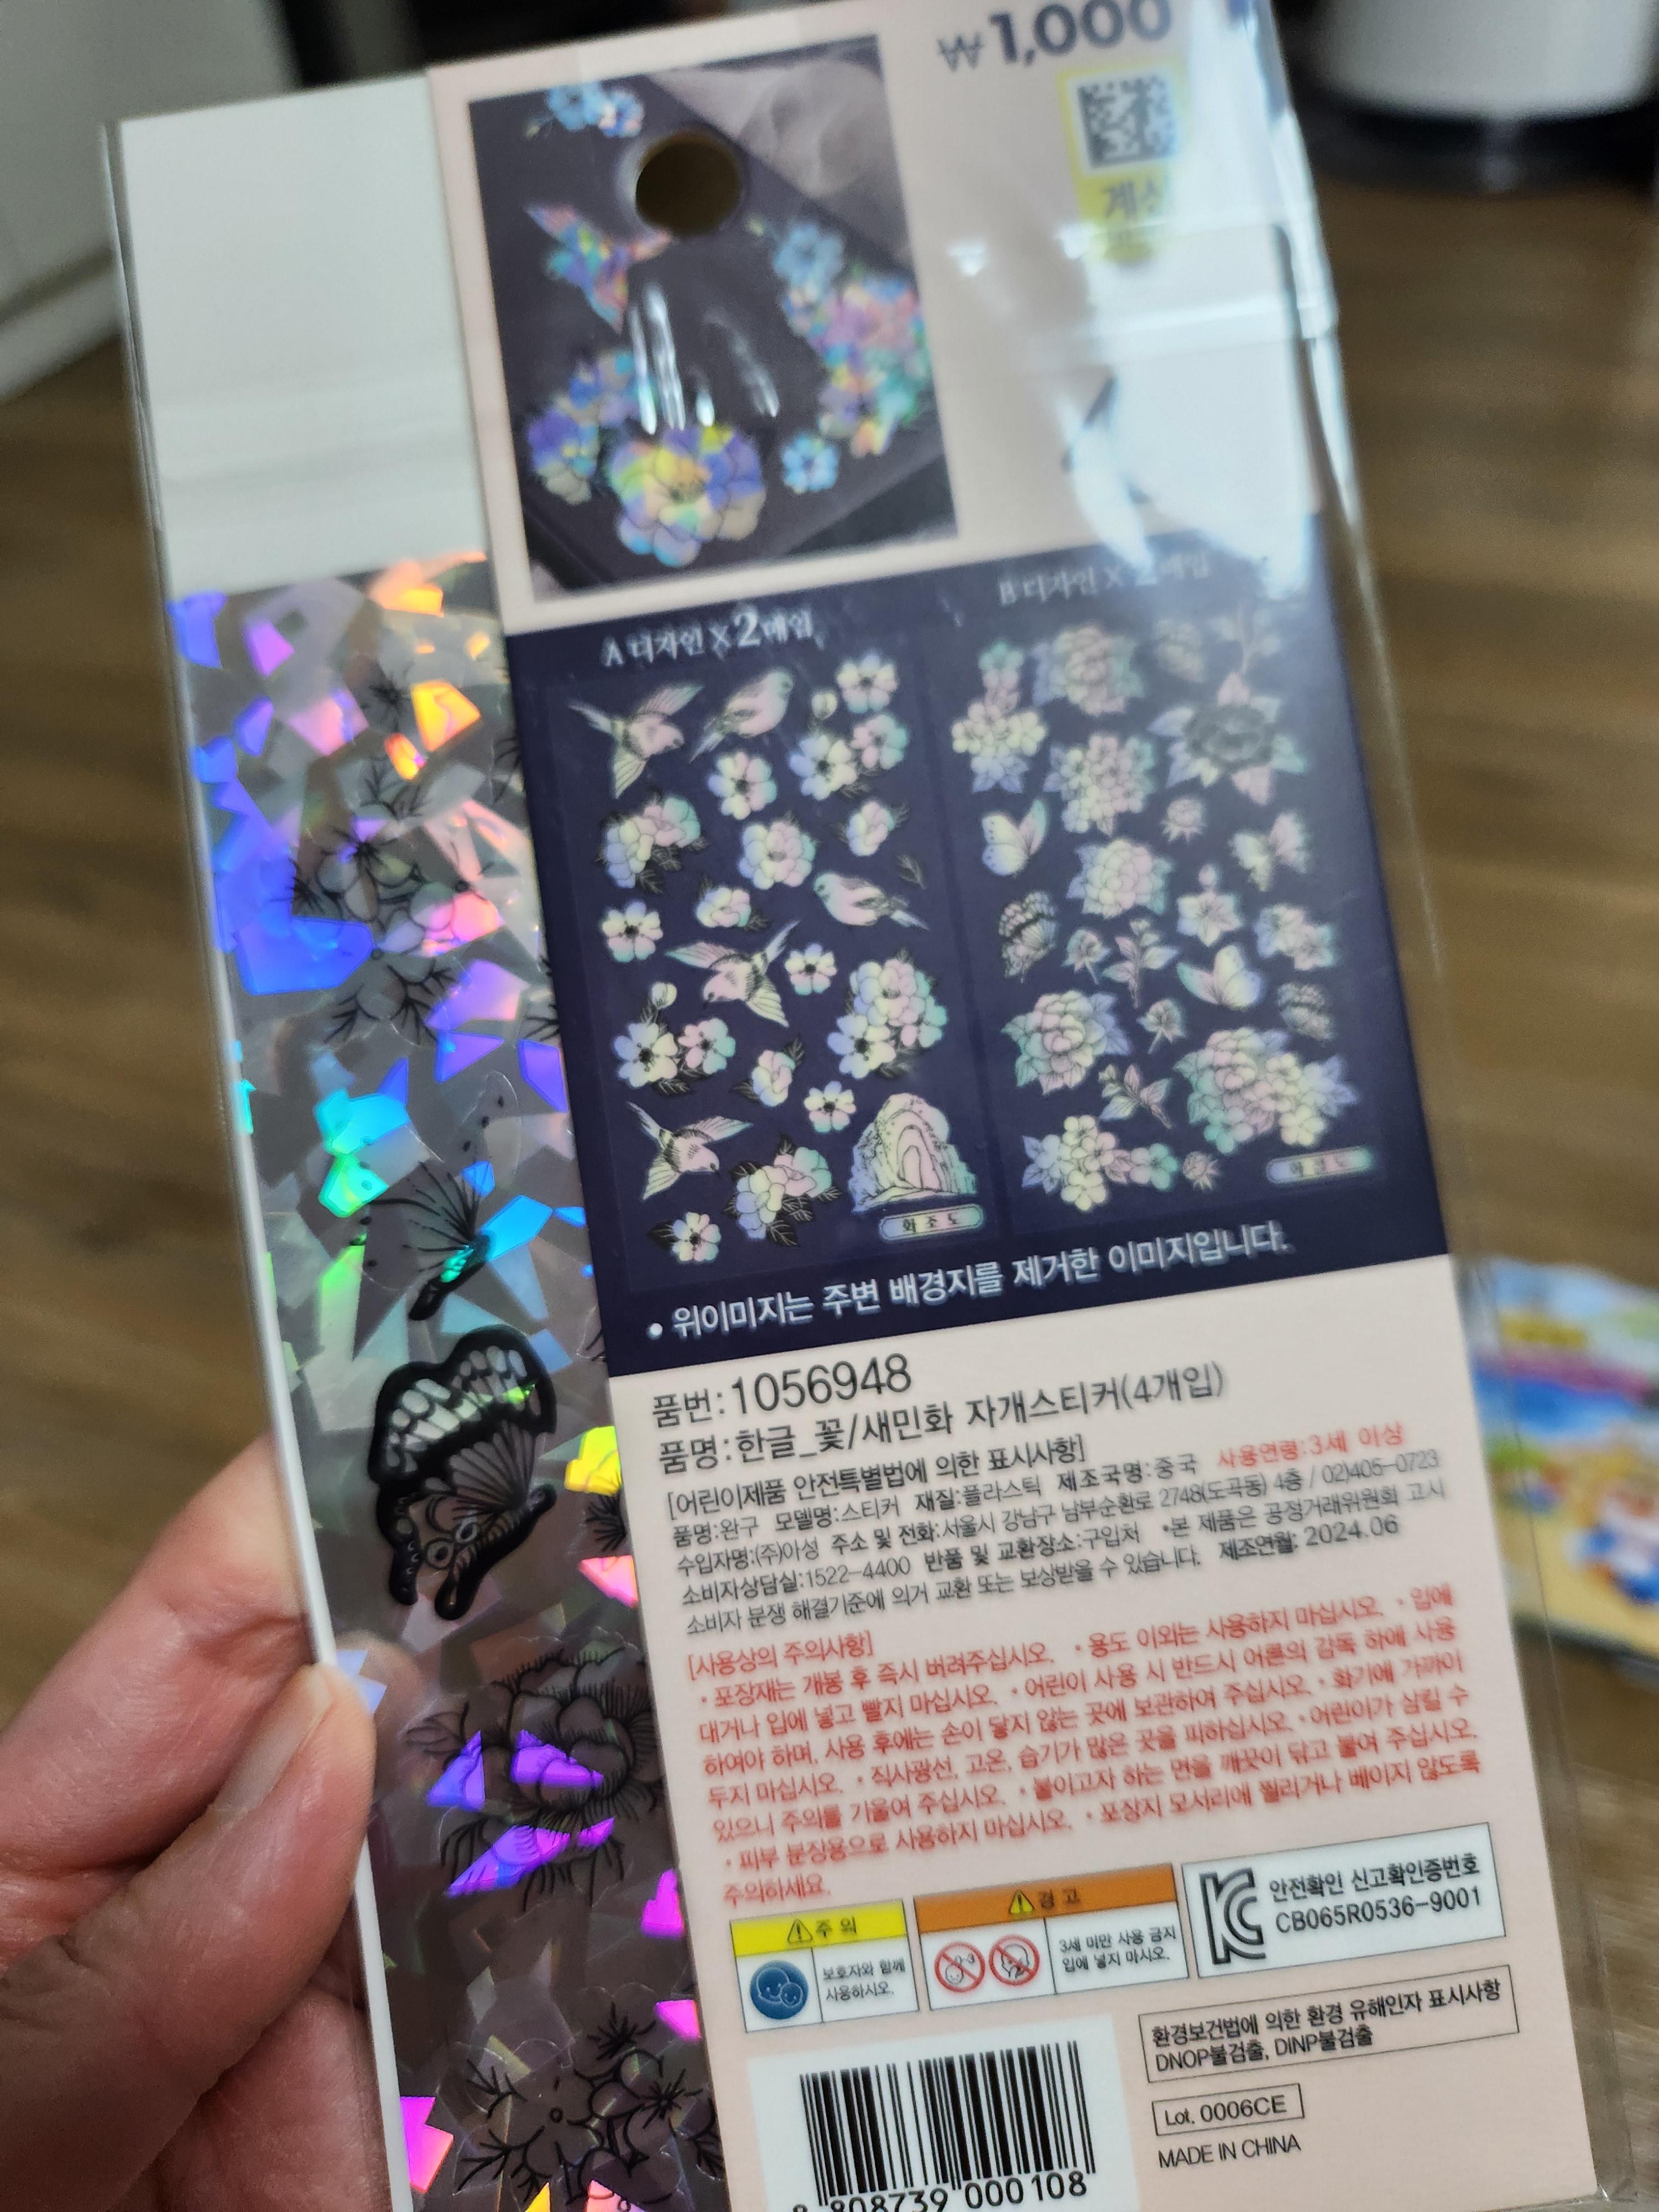 ₩1,000
계산
A 디자인 X 2매입
B 디자인 X 2매입
화조도
화접도
• 위이미지는 주변 배경지를 제거한 이미지입니다.
품번:1056948
품명:한글_꽃/새민화 자개스티커(4개입)
[어린이제품 안전특별법에 의한 표시사항] 사용연령:3세 이상
품명:완구 모델명:스티커 재질:플라스틱 제조국명:중국
수입자명:(주)아성 주소 및 전화:서울시 강남구 남부순환로 2748(도곡동) 4층 / 02)405-0723
소비자상담실:1522-4400 반품 및 교환장소:구입처 •본 제품은 공정거래위원회 고시
소비자 분쟁 해결기준에 의거 교환 또는 보상받을 수 있습니다. 제조연월: 2024.06
[사용상의 주의사항]
• 포장재는 개봉 후 즉시 버려주십시오. • 용도 이외는 사용하지 마십시오. • 입에
대거나 입에 넣고 빨지 마십시오. • 어린이 사용 시 반드시 어른의 감독 하에 사용
하여야 하며, 사용 후에는 손이 닿지 않는 곳에 보관하여 주십시오. • 화기에 가까이
두지 마십시오. • 직사광선, 고온, 습기가 많은 곳을 피하십시오. • 어린이가 삼킬 수
있으니 주의를 기울여 주십시오. • 붙이고자 하는 면을 깨끗이 닦고 붙여 주십시오.
• 피부 분장용으로 사용하지 마십시오. • 포장지 모서리에 찔리거나 베이지 않도록
주의하세요.
주의
보호자와 함께
사용하십시오.
경고
0-3
3세 미만 사용 금지
입에 넣지 마시오.
안전확인 신고확인증번호
CB065R0536-9001
환경보건법에 의한 환경 유해인자 표시사항
DNOP불검출, DINP불검출
Lot. 0006CE
MADE IN CHINA
8 808739 000108